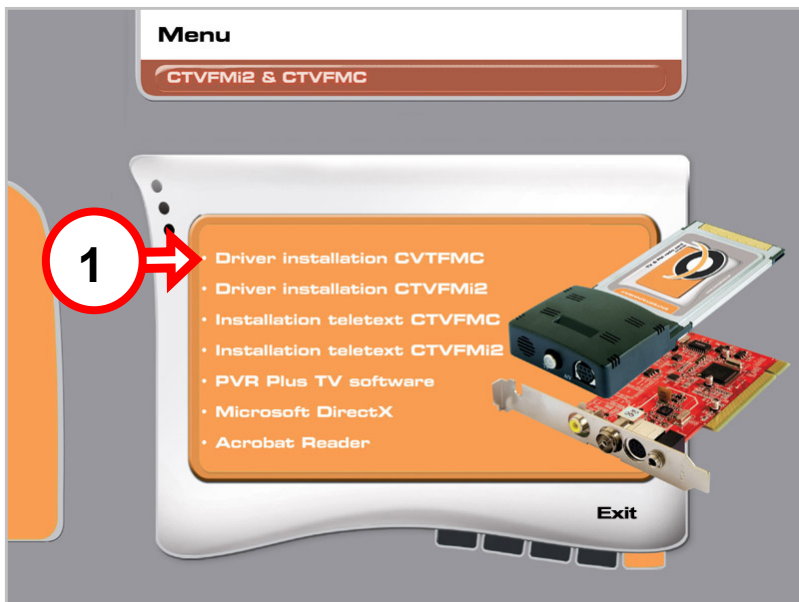 Menu
CTVFMi2 & CTVFMC
1
· Driver installation CVTFMC
· Driver installation CTVFMi2
· Installation teletext CTVFMC
· Installation teletext CTVFMi2
· PVR Plus TV software
· Microsoft DirectX
· Acrobat Reader
Exit